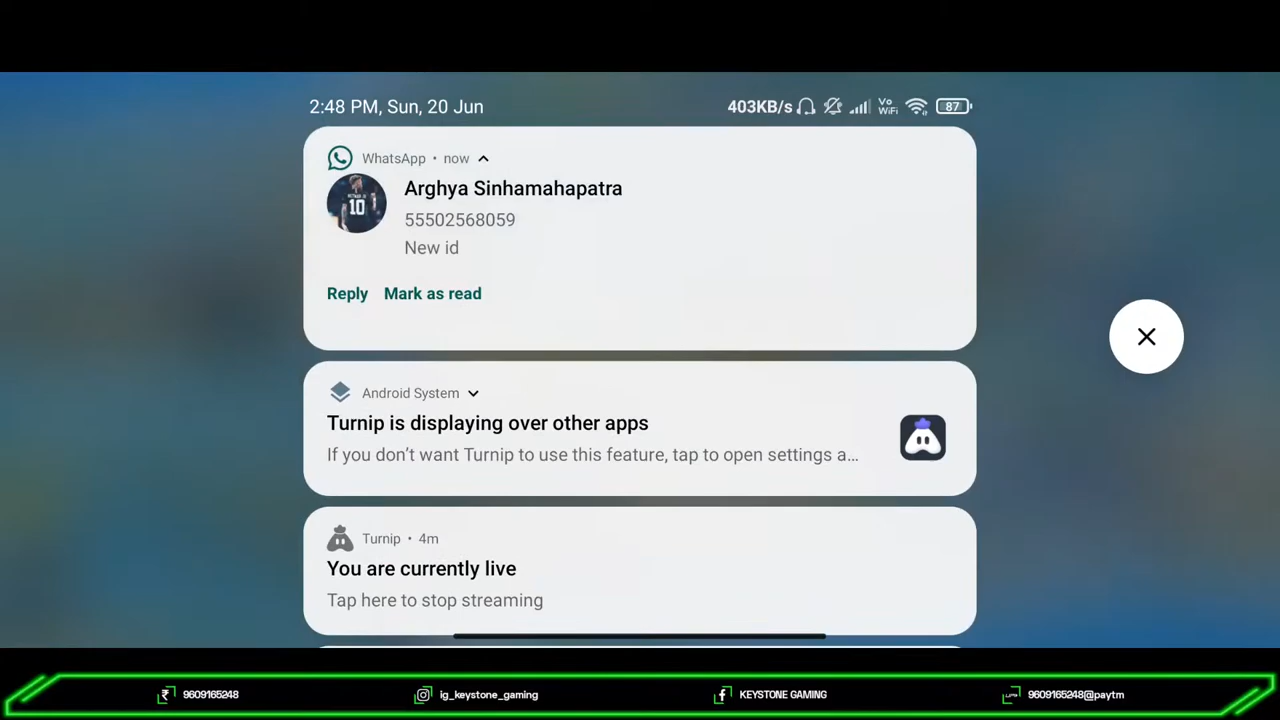 2:48 PM, Sun, 20 Jun 403KB/s Vo WiFi 87
WhatsApp • now
Arghya Sinhamahapatra
55502568059
New id
Reply Mark as read
Android System
Turnip is displaying over other apps
If you don't want Turnip to use this feature, tap to open settings a…
Turnip • 4m
You are currently live
Tap here to stop streaming
₹ 9609165248 ig_keystone_gaming KEYSTONE GAMING 9609165248@paytm